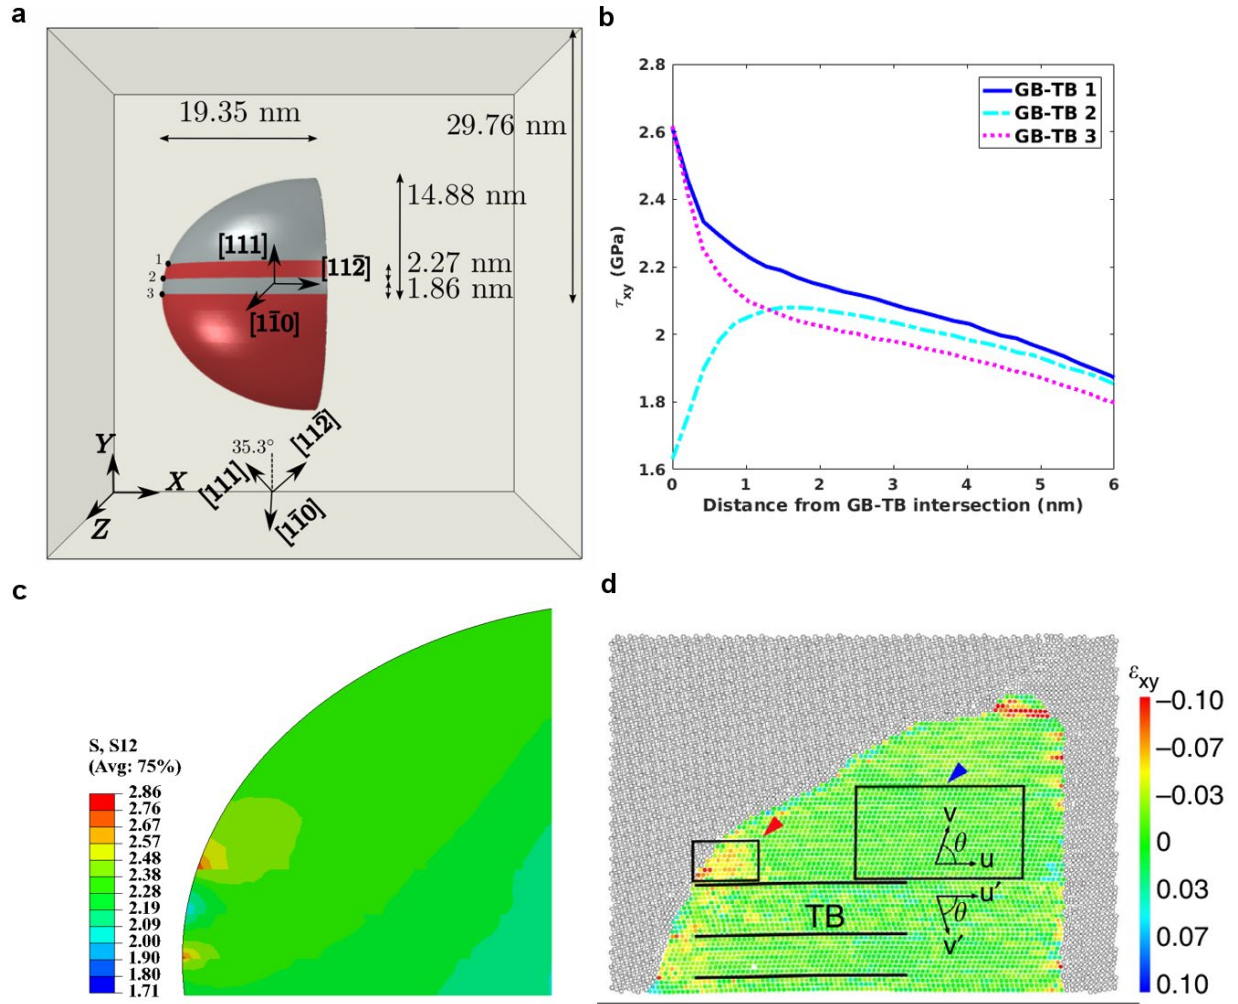 a
19.35 nm
29.76 nm
14.88 nm
[111]
2.27 nm
[112̄]
1.86 nm
1
2
3
[11̄0]
35.3°
[111]
[112̄]
[11̄0]
Y
X
Z
b
2.8
2.6
2.4
2.2
2
1.8
1.6
τxy (GPa)
GB-TB 1
GB-TB 2
GB-TB 3
0
1
2
3
4
5
6
Distance from GB-TB intersection (nm)
c
S, S12
(Avg: 75%)
2.86
2.76
2.67
2.57
2.48
2.38
2.28
2.19
2.09
2.00
1.90
1.80
1.71
d
εxy
−0.10
−0.07
−0.03
0
0.03
0.07
0.10
v
θ
u
u′
θ
v′
TB